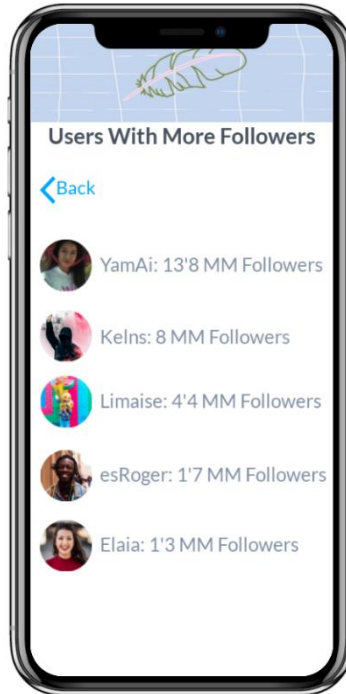 Users With More Followers
Back
YamAi: 13'8 MM Followers
Kelns: 8 MM Followers
Limaise: 4'4 MM Followers
esRoger: 1'7 MM Followers
Elaia: 1'3 MM Followers